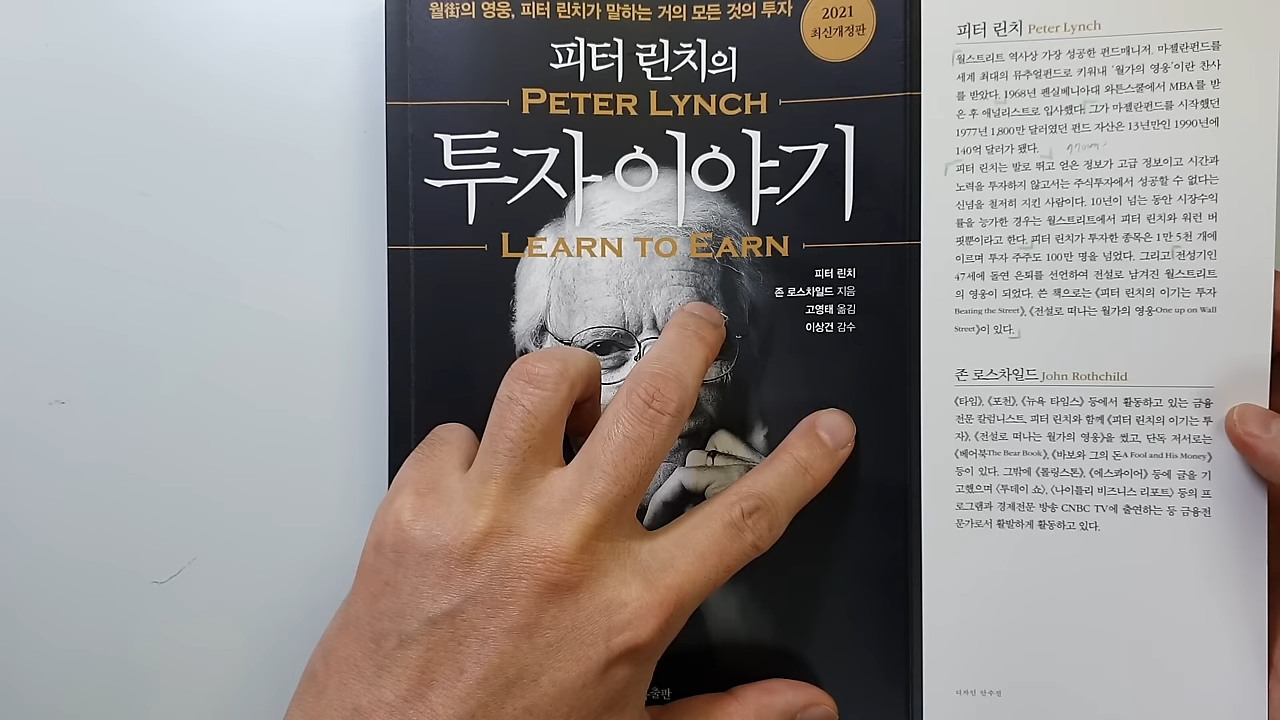 월街의 영웅, 피터 린치가 말하는 거의 모든 것의 투자
2021
최신개정판
피터 린치의
PETER LYNCH
투자 이야기
LEARN TO EARN
피터 린치
존 로스차일드 지음
고영태 옮김
이상건 감수
출판
피터 린치 Peter Lynch
월스트리트 역사상 가장 성공한 펀드매니저. 마젤란펀드를
세계 최대의 뮤추얼펀드로 키워내 '월가의 영웅'이란 찬사
를 받았다. 1968년 펜실베니아대 와튼스쿨에서 MBA를 받
은 후 애널리스트로 입사했다. 그가 마젤란펀드를 시작했던
1977년 1,800만 달러였던 펀드 자산은 13년만인 1990년에
140억 달러가 됐다.
피터 린치는 발로 뛰고 얻은 정보가 고급 정보이고 시간과
노력을 투자하지 않고서는 주식투자에서 성공할 수 없다는
신념을 철저히 지킨 사람이다. 10년이 넘는 동안 시장수익
률을 능가한 경우는 월스트리트에서 피터 린치와 워런 버
핏뿐이라고 한다. 피터 린치가 투자한 종목은 1만 5천 개에
이르며 투자 주주도 100만 명을 넘었다. 그리고 전성기인
47세에 돌연 은퇴를 선언하여 전설로 남겨진 월스트리트
의 영웅이 되었다. 쓴 책으로는 《피터 린치의 이기는 투자
Beating the Street》, 《전설로 떠나는 월가의 영웅One up on Wall
Street》이 있다.
존 로스차일드 John Rothchild
《타임》, 《포천》, 《뉴욕 타임스》 등에서 활동하고 있는 금융
전문 칼럼니스트. 피터 린치와 함께 《피터 린치의 이기는 투
자》, 《전설로 떠나는 월가의 영웅》을 썼고, 단독 저서로는
《베어북The Bear Book》, 《바보와 그의 돈A Fool and His Money》
등이 있다. 그밖에 《롤링스톤》, 《에스콰이어》 등에 글을 기
고했으며 〈투데이 쇼〉, 〈나이틀리 비즈니스 리포트〉 등의 프
로그램과 경제전문 방송 CNBC TV에 출연하는 등 금융전
문가로서 활발하게 활동하고 있다.
디자인 안수진